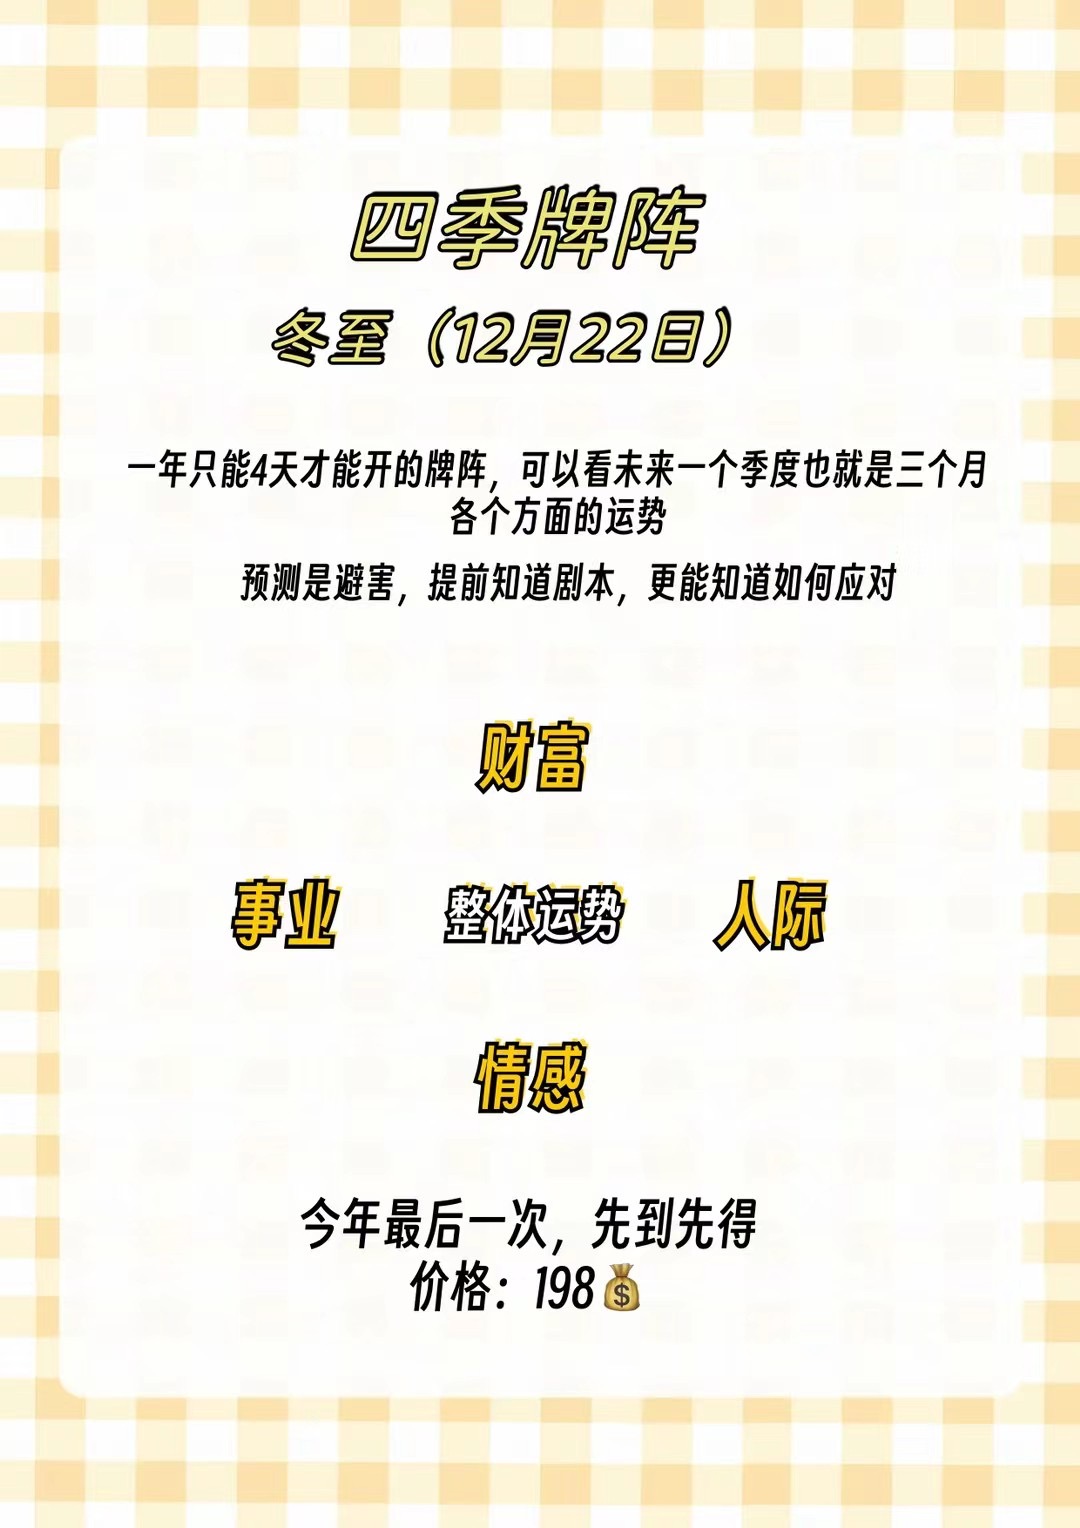 四季牌阵
冬至（12月22日）
一年只能4天才能开的牌阵，可以看未来一个季度也就是三个月
各个方面的运势
预测是避害，提前知道剧本，更能知道如何应对
财富
事业 整体运势 人际
情感
今年最后一次，先到先得
价格：198💰